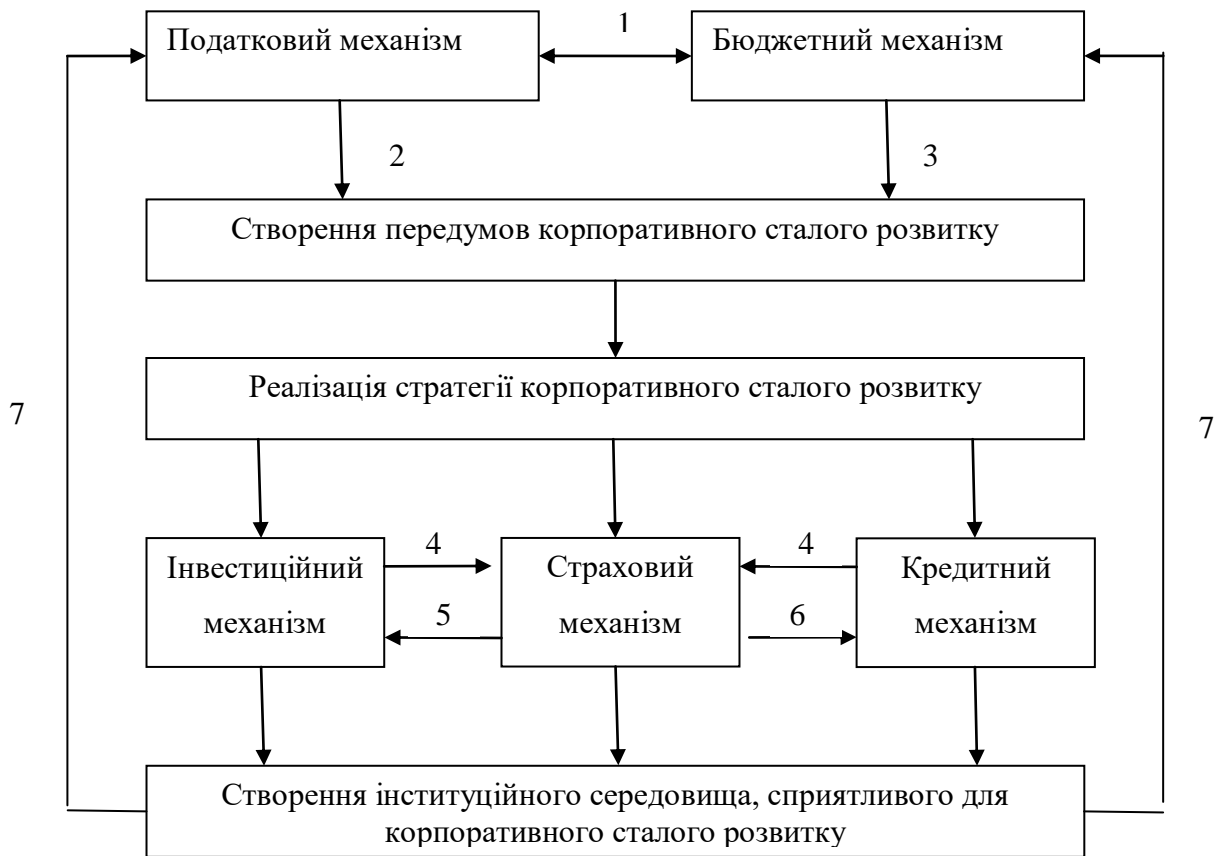 Податковий механізм
1
Бюджетний механізм
2
3
Створення передумов корпоративного сталого розвитку
Реалізація стратегії корпоративного сталого розвитку
7
7
Інвестиційний
механізм
4
Страховий
механізм
4
Кредитний
механізм
5
6
Створення інституційного середовища, сприятливого для
корпоративного сталого розвитку